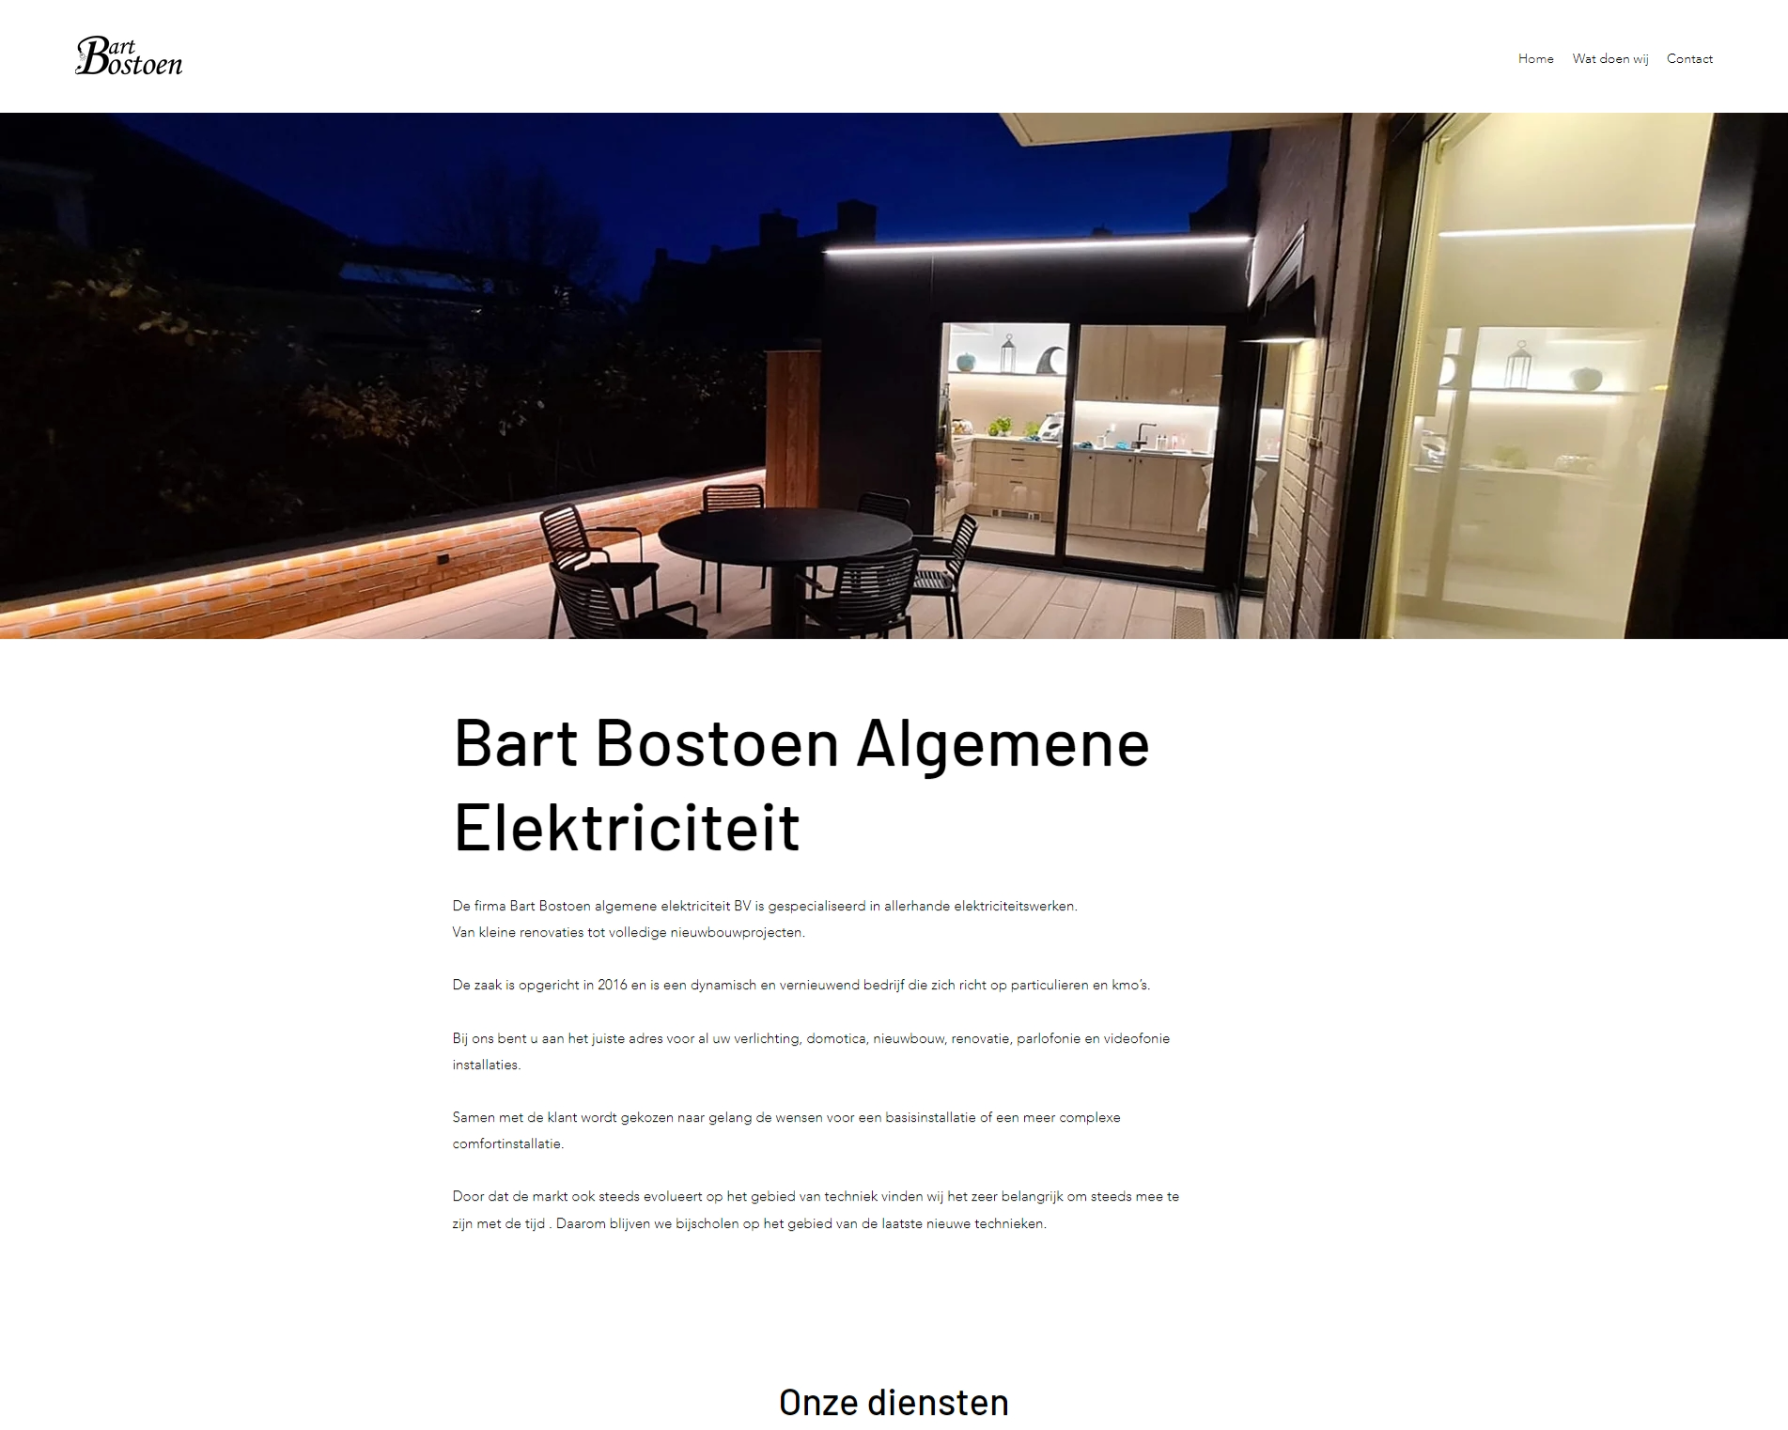 Bart
Bostoen
Home
Wat doen wij
Contact
Bart Bostoen Algemene
Elektriciteit
De firma Bart Bostoen algemene elektriciteit BV is gespecialiseerd in allerhande elektriciteitswerken.
Van kleine renovaties tot volledige nieuwbouwprojecten.
De zaak is opgericht in 2016 en is een dynamisch en vernieuwend bedrijf die zich richt op particulieren en kmo’s.
Bij ons bent u aan het juiste adres voor al uw verlichting, domotica, nieuwbouw, renovatie, parlofonie en videofonie
installaties.
Samen met de klant wordt gekozen naar gelang de wensen voor een basisinstallatie of een meer complexe
comfortinstallatie.
Door dat de markt ook steeds evolueert op het gebied van techniek vinden wij het zeer belangrijk om steeds mee te
zijn met de tijd . Daarom blijven we bijscholen op het gebied van de laatste nieuwe technieken.
Onze diensten